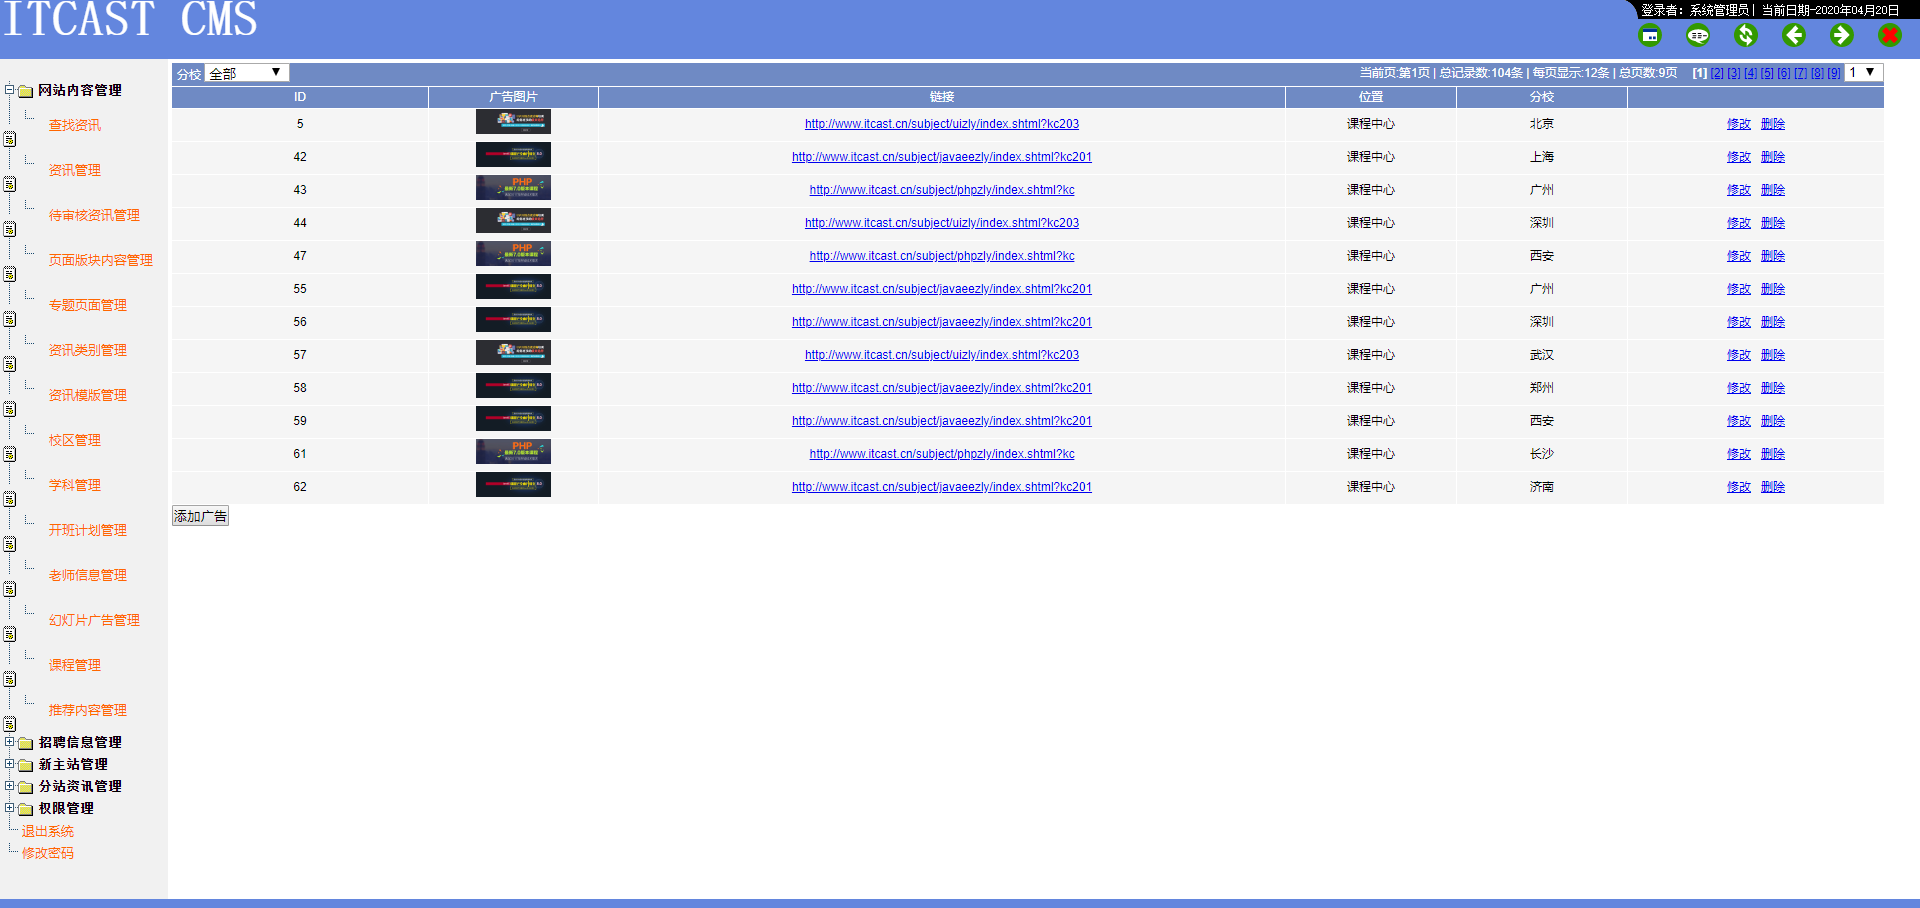 ITCAST CMS
登录者：系统管理员 | 当前日期-2020年04月20日
网站内容管理
查找资讯
资讯管理
待审核资讯管理
页面版块内容管理
专题页面管理
资讯类别管理
资讯模版管理
校区管理
学科管理
开班计划管理
老师信息管理
幻灯片广告管理
课程管理
推荐内容管理
招聘信息管理
新主站管理
分站资讯管理
权限管理
退出系统
修改密码
分校 全部 ▼ 当前页:第1页 | 总记录数:104条 | 每页显示:12条 | 总页数:9页 [1] [2] [3] [4] [5] [6] [7] [8] [9] 1 ▼
ID 广告图片 链接 位置 分校
5 http://www.itcast.cn/subject/uizly/index.shtml?kc203 课程中心 北京 修改 删除
42 http://www.itcast.cn/subject/javaeezly/index.shtml?kc201 课程中心 上海 修改 删除
43 PHP http://www.itcast.cn/subject/phpzly/index.shtml?kc 课程中心 广州 修改 删除
44 http://www.itcast.cn/subject/uizly/index.shtml?kc203 课程中心 深圳 修改 删除
47 PHP http://www.itcast.cn/subject/phpzly/index.shtml?kc 课程中心 西安 修改 删除
55 http://www.itcast.cn/subject/javaeezly/index.shtml?kc201 课程中心 广州 修改 删除
56 http://www.itcast.cn/subject/javaeezly/index.shtml?kc201 课程中心 深圳 修改 删除
57 http://www.itcast.cn/subject/uizly/index.shtml?kc203 课程中心 武汉 修改 删除
58 http://www.itcast.cn/subject/javaeezly/index.shtml?kc201 课程中心 郑州 修改 删除
59 http://www.itcast.cn/subject/javaeezly/index.shtml?kc201 课程中心 西安 修改 删除
61 PHP http://www.itcast.cn/subject/phpzly/index.shtml?kc 课程中心 长沙 修改 删除
62 http://www.itcast.cn/subject/javaeezly/index.shtml?kc201 课程中心 济南 修改 删除
添加广告